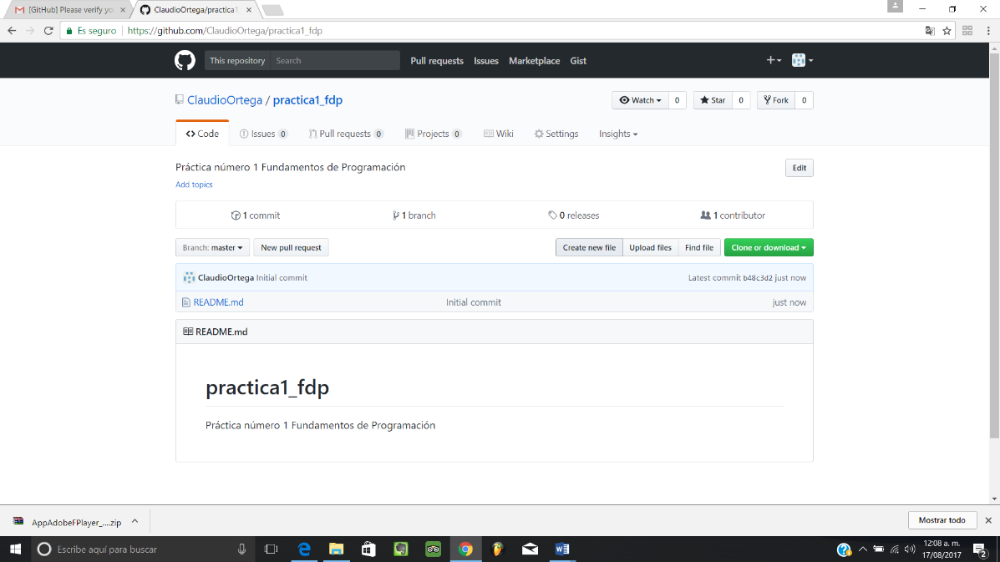 [GitHub] Please verify yo
ClaudioOrtega/practica1
Es seguro https://github.com/ClaudioOrtega/practica1_fdp
This repository Search Pull requests Issues Marketplace Gist
ClaudioOrtega / practica1_fdp
Watch 0 Star 0 Fork 0
Code Issues 0 Pull requests 0 Projects 0 Wiki Settings Insights
Práctica número 1 Fundamentos de Programación
Edit
Add topics
1 commit 1 branch 0 releases 1 contributor
Branch: master New pull request Create new file Upload files Find file Clone or download
ClaudioOrtega Initial commit Latest commit b48c3d2 just now
README.md Initial commit just now
README.md
practica1_fdp
Práctica número 1 Fundamentos de Programación
AppAdobeFPlayer_....zip Mostrar todo
Escribe aquí para buscar
12:08 a. m.
17/08/2017
2